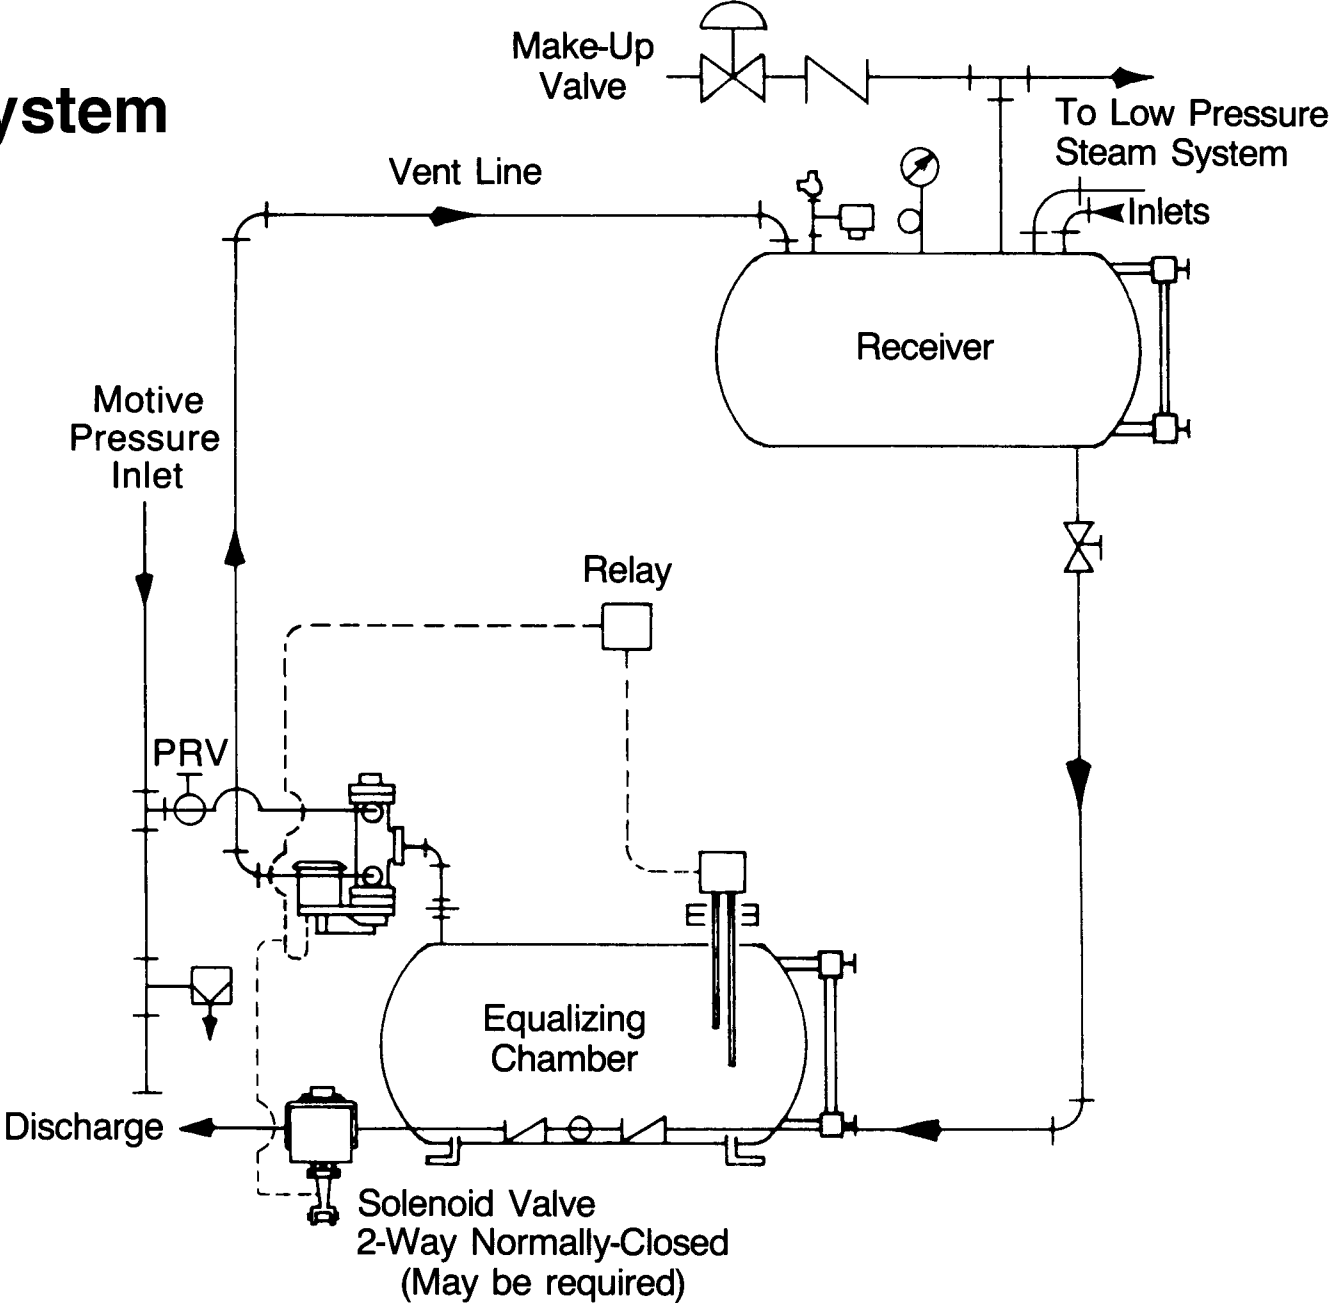 Make-Up
Valve
ystem
To Low Pressure
Steam System
Vent Line
Inlets
Receiver
Motive
Pressure
Inlet
Relay
PRV
Equalizing
Chamber
Discharge
Solenoid Valve
2-Way Normally-Closed
(May be required)